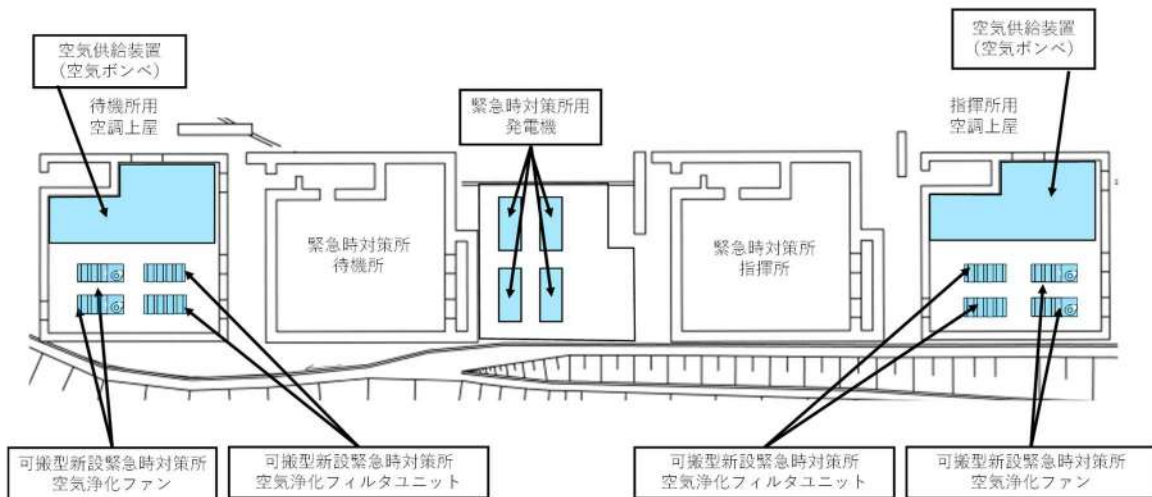 空気供給装置
(空気ボンベ)
空気供給装置
(空気ボンベ)
待機所用
空調上屋
緊急時対策所用
発電機
指揮所用
空調上屋
緊急時対策所
待機所
緊急時対策所
指揮所
可搬型新設緊急時対策所
空気浄化ファン
可搬型新設緊急時対策所
空気浄化フィルタユニット
可搬型新設緊急時対策所
空気浄化フィルタユニット
可搬型新設緊急時対策所
空気浄化ファン